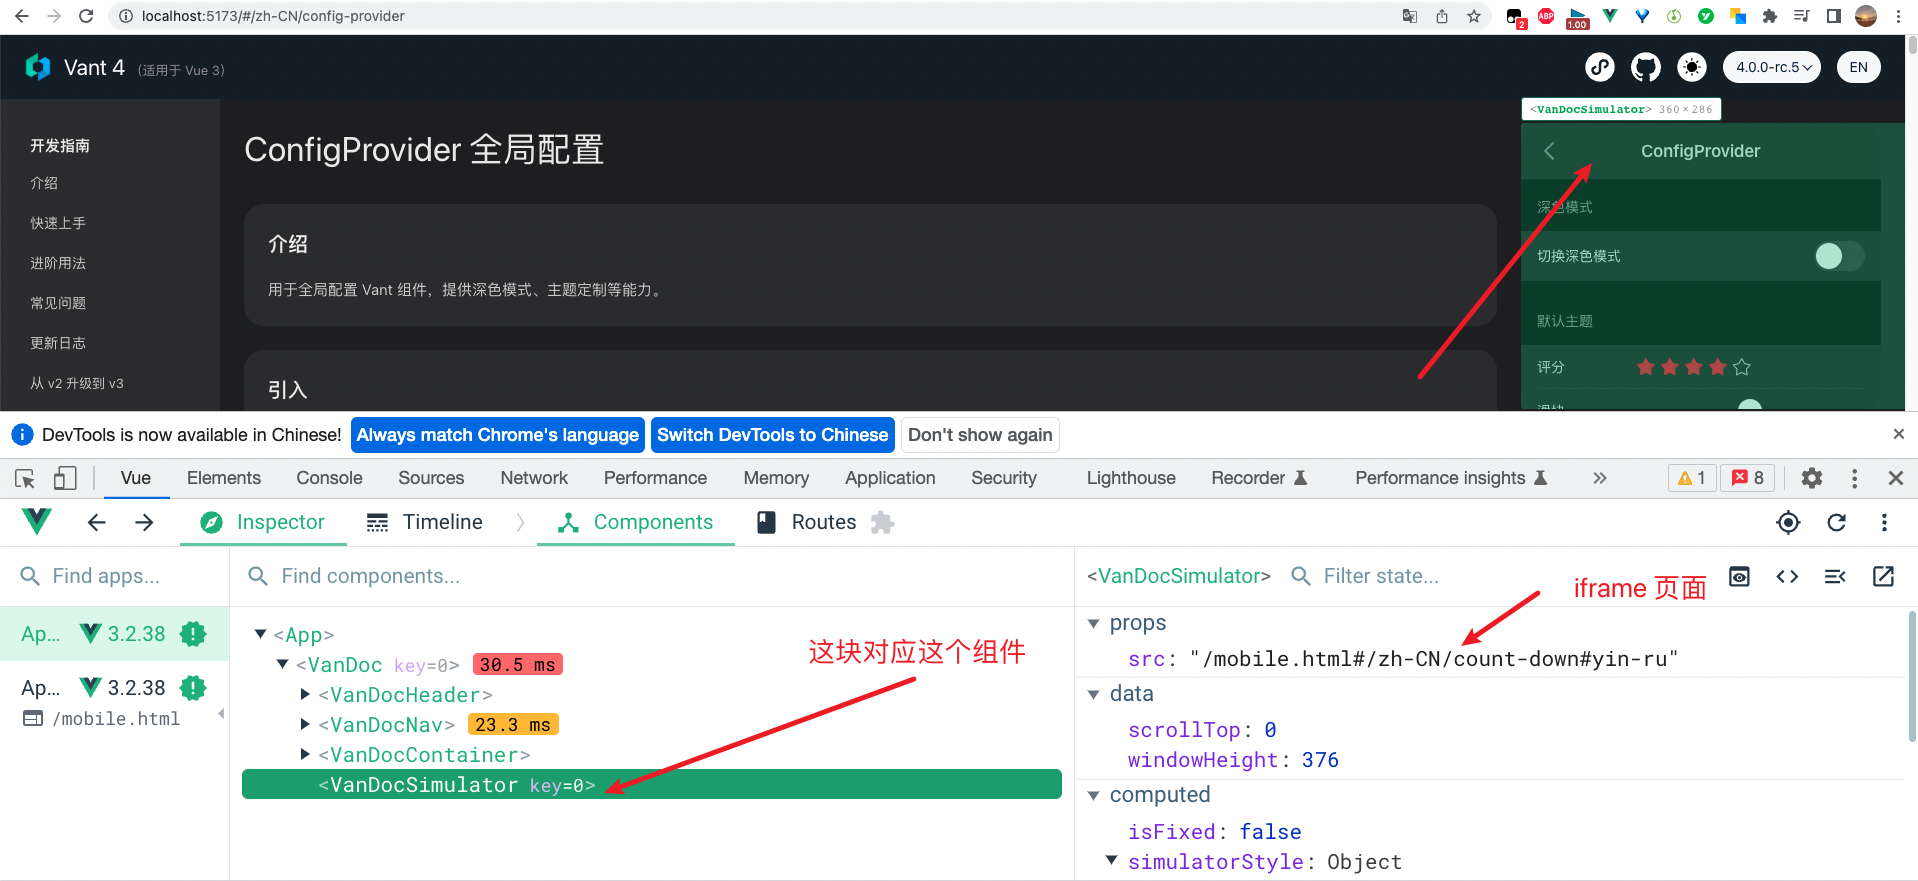 localhost:5173/#/zh-CN/config-provider
2
ABP
1.00
Vant 4 (适用于 Vue 3)
4.0.0-rc.5
EN
<VanDocSimulator> 360 × 286
开发指南
介绍
快速上手
进阶用法
常见问题
更新日志
从 v2 升级到 v3
ConfigProvider 全局配置
介绍
用于全局配置 Vant 组件，提供深色模式、主题定制等能力。
引入
ConfigProvider
深色模式
切换深色模式
默认主题
评分
滑块
DevTools is now available in Chinese!
Always match Chrome's language
Switch DevTools to Chinese
Don't show again
Vue
Elements
Console
Sources
Network
Performance
Memory
Application
Security
Lighthouse
Recorder
Performance insights
1
8
Inspector
Timeline
Components
Routes
Find apps...
Find components...
<VanDocSimulator>
Filter state...
iframe 页面
Ap... 3.2.38
Ap... 3.2.38
/mobile.html
<App>
<VanDoc key=0> 30.5 ms
<VanDocHeader>
<VanDocNav> 23.3 ms
<VanDocContainer>
<VanDocSimulator key=0>
这块对应这个组件
props
src: "/mobile.html#/zh-CN/count-down#yin-ru"
data
scrollTop: 0
windowHeight: 376
computed
isFixed: false
simulatorStyle: Object